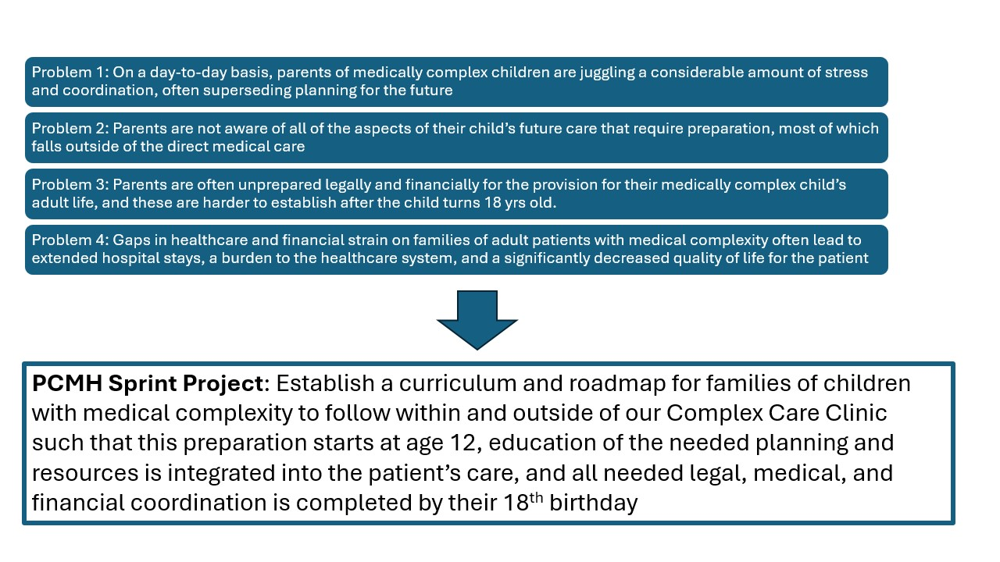 Problem 1: On a day-to-day basis, parents of medically complex children are juggling a considerable amount of stress
and coordination, often superseding planning for the future
Problem 2: Parents are not aware of all of the aspects of their child’s future care that require preparation, most of which
falls outside of the direct medical care
Problem 3: Parents are often unprepared legally and financially for the provision for their medically complex child’s
adult life, and these are harder to establish after the child turns 18 yrs old.
Problem 4: Gaps in healthcare and financial strain on families of adult patients with medical complexity often lead to
extended hospital stays, a burden to the healthcare system, and a significantly decreased quality of life for the patient
PCMH Sprint Project: Establish a curriculum and roadmap for families of children
with medical complexity to follow within and outside of our Complex Care Clinic
such that this preparation starts at age 12, education of the needed planning and
resources is integrated into the patient’s care, and all needed legal, medical, and
financial coordination is completed by their 18th birthday